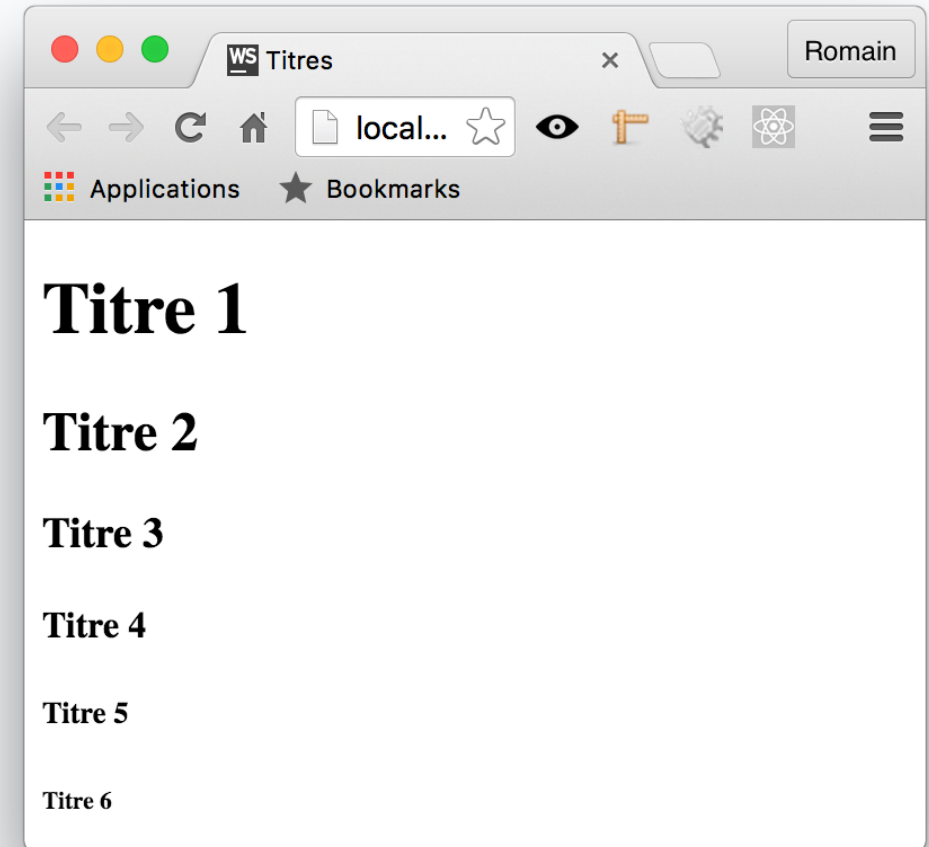 WS Titres
Romain
local...
Applications
Bookmarks
Titre 1
Titre 2
Titre 3
Titre 4
Titre 5
Titre 6